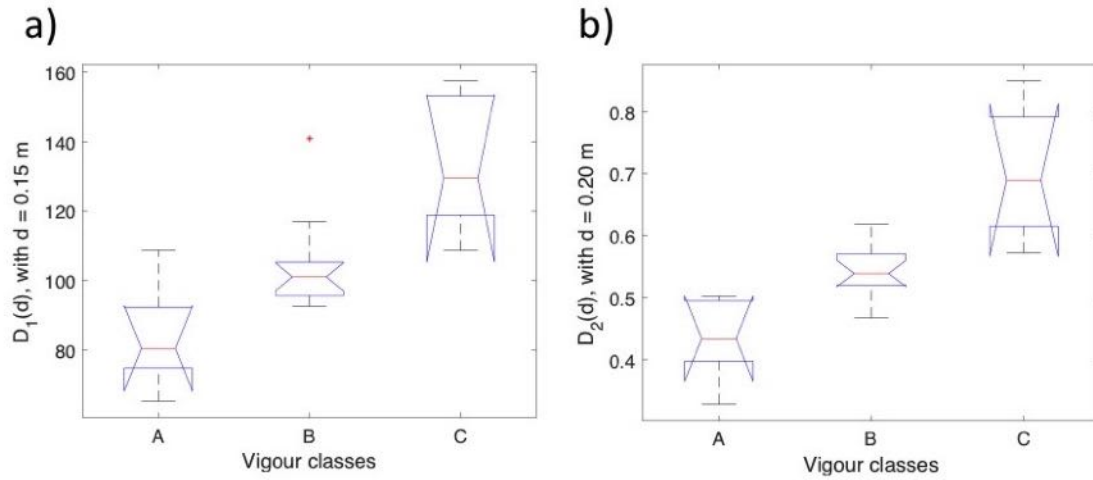 a)
D₁(d), with d = 0.15 m
160
140
120
100
80
A B C
Vigour classes
b)
D₂(d), with d = 0.20 m
0.8
0.7
0.6
0.5
0.4
A B C
Vigour classes